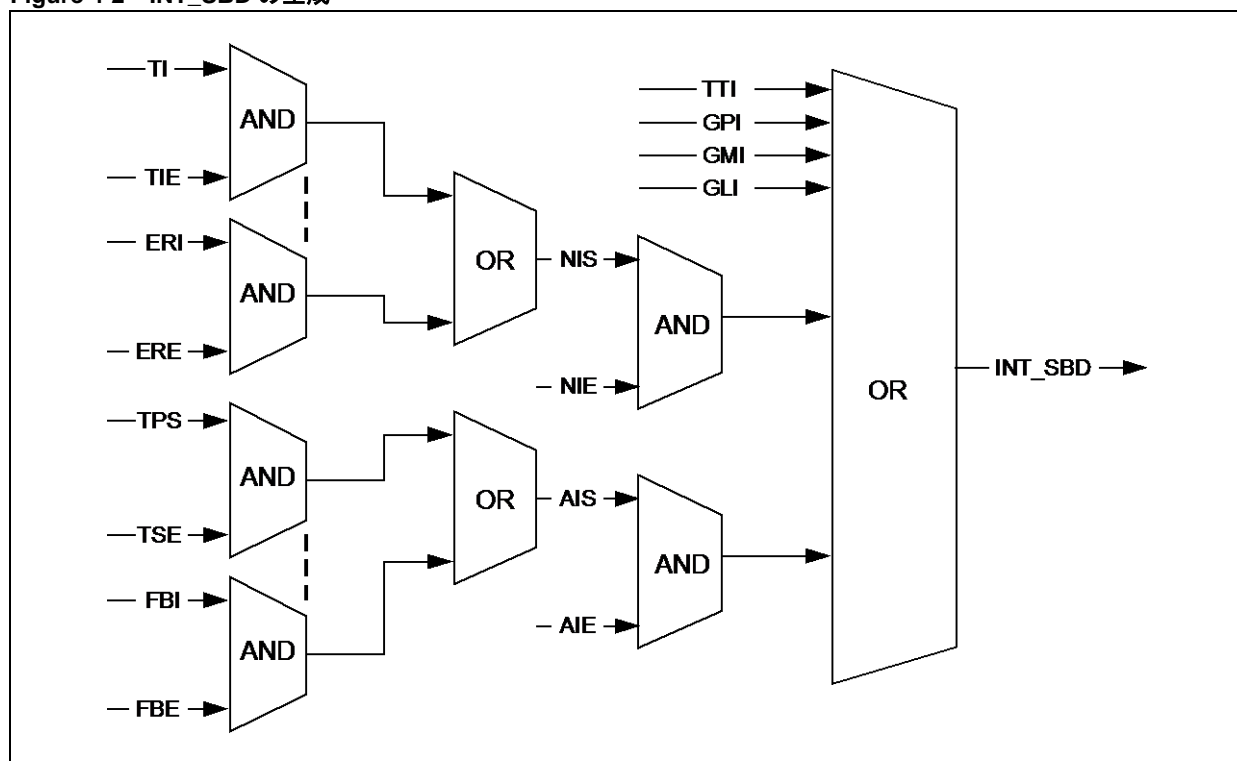 TI
AND
TIE
ERI
AND
ERE
OR
NIS
NIE
AND
TPS
AND
TSE
FBI
AND
FBE
OR
AIS
AIE
AND
TTI
GPI
GMI
GLI
OR
INT_SBD